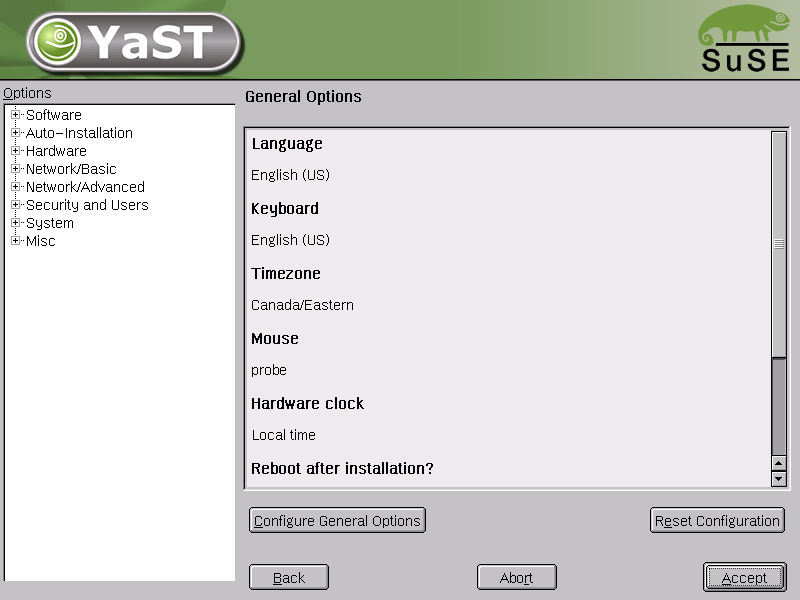 YaST
SuSE
Options
General Options
Software
Auto-Installation
Hardware
Network/Basic
Network/Advanced
Security and Users
System
Misc
Language
English (US)
Keyboard
English (US)
Timezone
Canada/Eastern
Mouse
probe
Hardware clock
Local time
Reboot after installation?
Configure General Options
Reset Configuration
Back
Abort
Accept